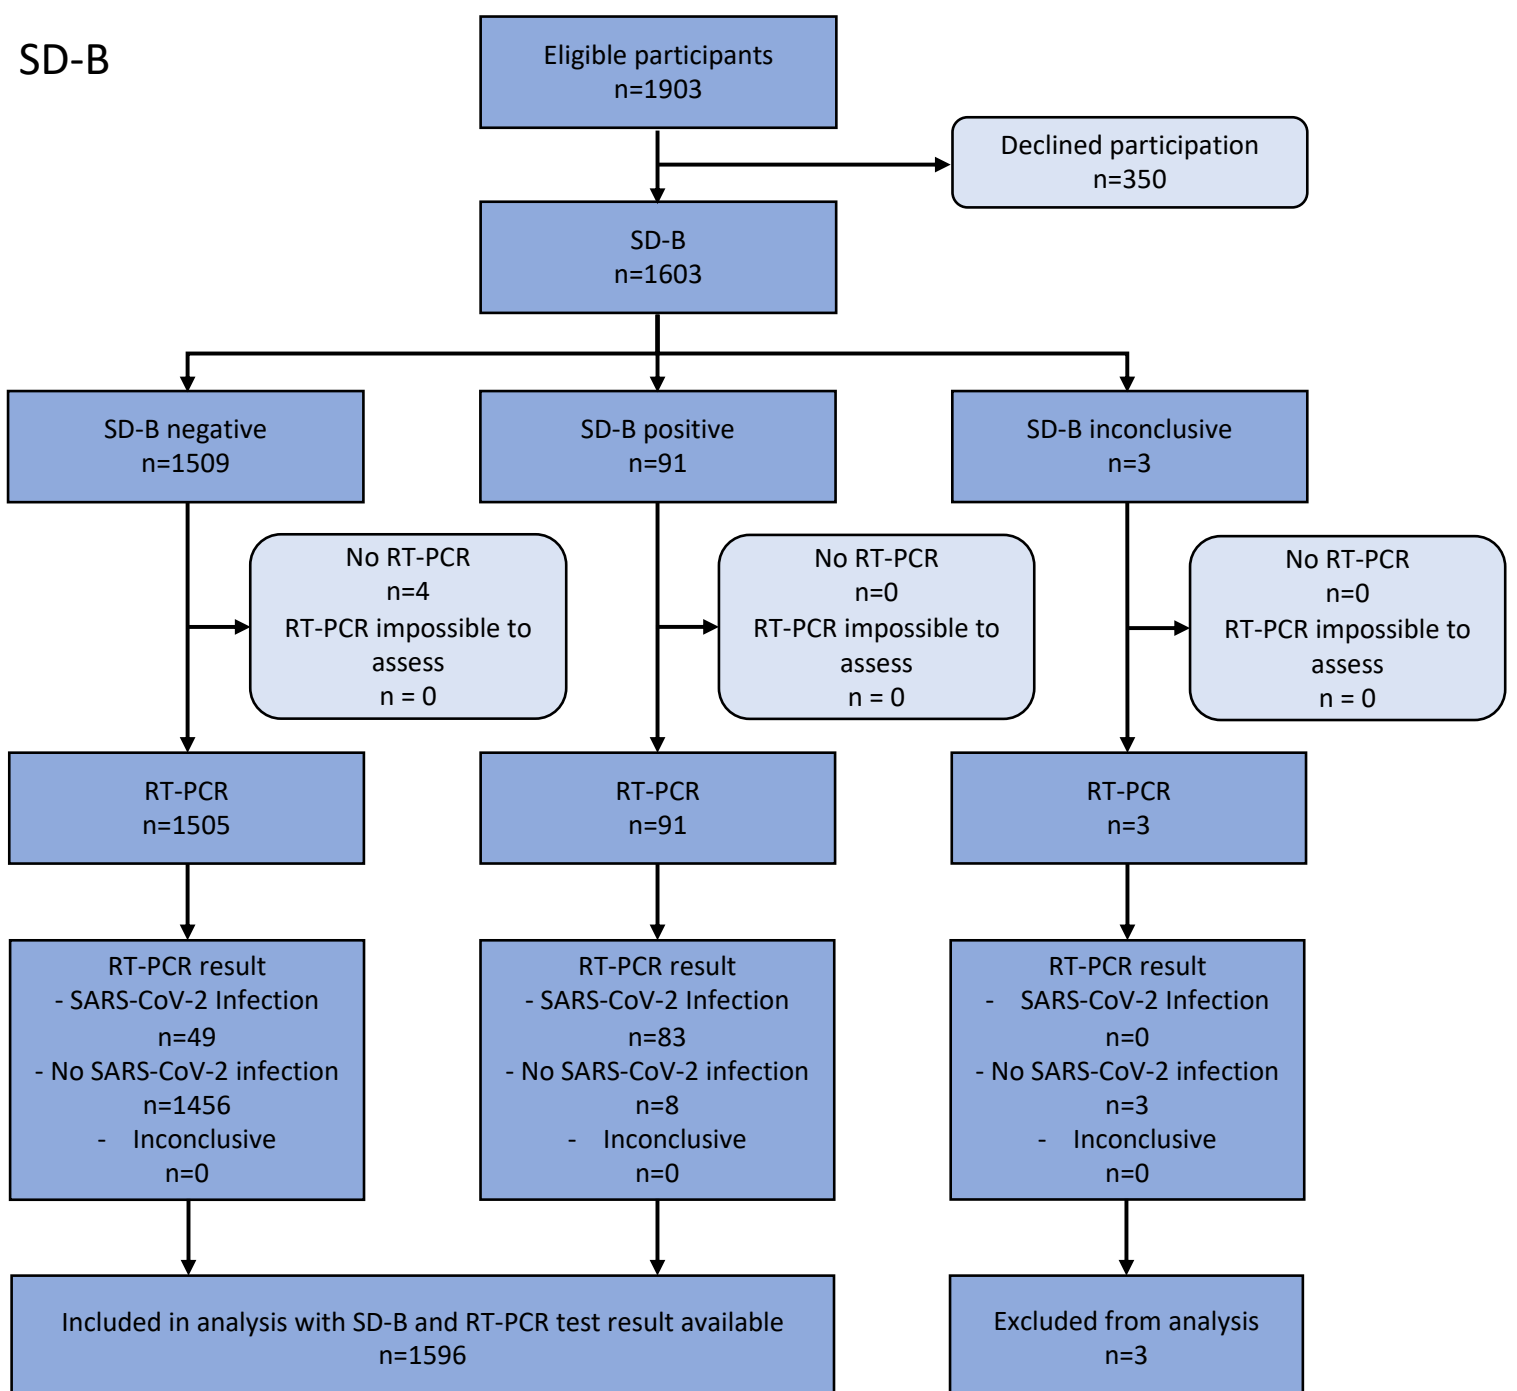 SD-B
Eligible participants
n=1903
Declined participation
n=350
SD-B
n=1603
SD-B negative
n=1509
SD-B positive
n=91
SD-B inconclusive
n=3
No RT-PCR
n=4
RT-PCR impossible to
assess
n = 0
No RT-PCR
n=0
RT-PCR impossible to
assess
n = 0
No RT-PCR
n=0
RT-PCR impossible to
assess
n = 0
RT-PCR
n=1505
RT-PCR
n=91
RT-PCR
n=3
RT-PCR result
- SARS-CoV-2 Infection
n=49
- No SARS-CoV-2 infection
n=1456
- Inconclusive
n=0
RT-PCR result
- SARS-CoV-2 Infection
n=83
- No SARS-CoV-2 infection
n=8
- Inconclusive
n=0
RT-PCR result
- SARS-CoV-2 Infection
n=0
- No SARS-CoV-2 infection
n=3
- Inconclusive
n=0
Included in analysis with SD-B and RT-PCR test result available
n=1596
Excluded from analysis
n=3